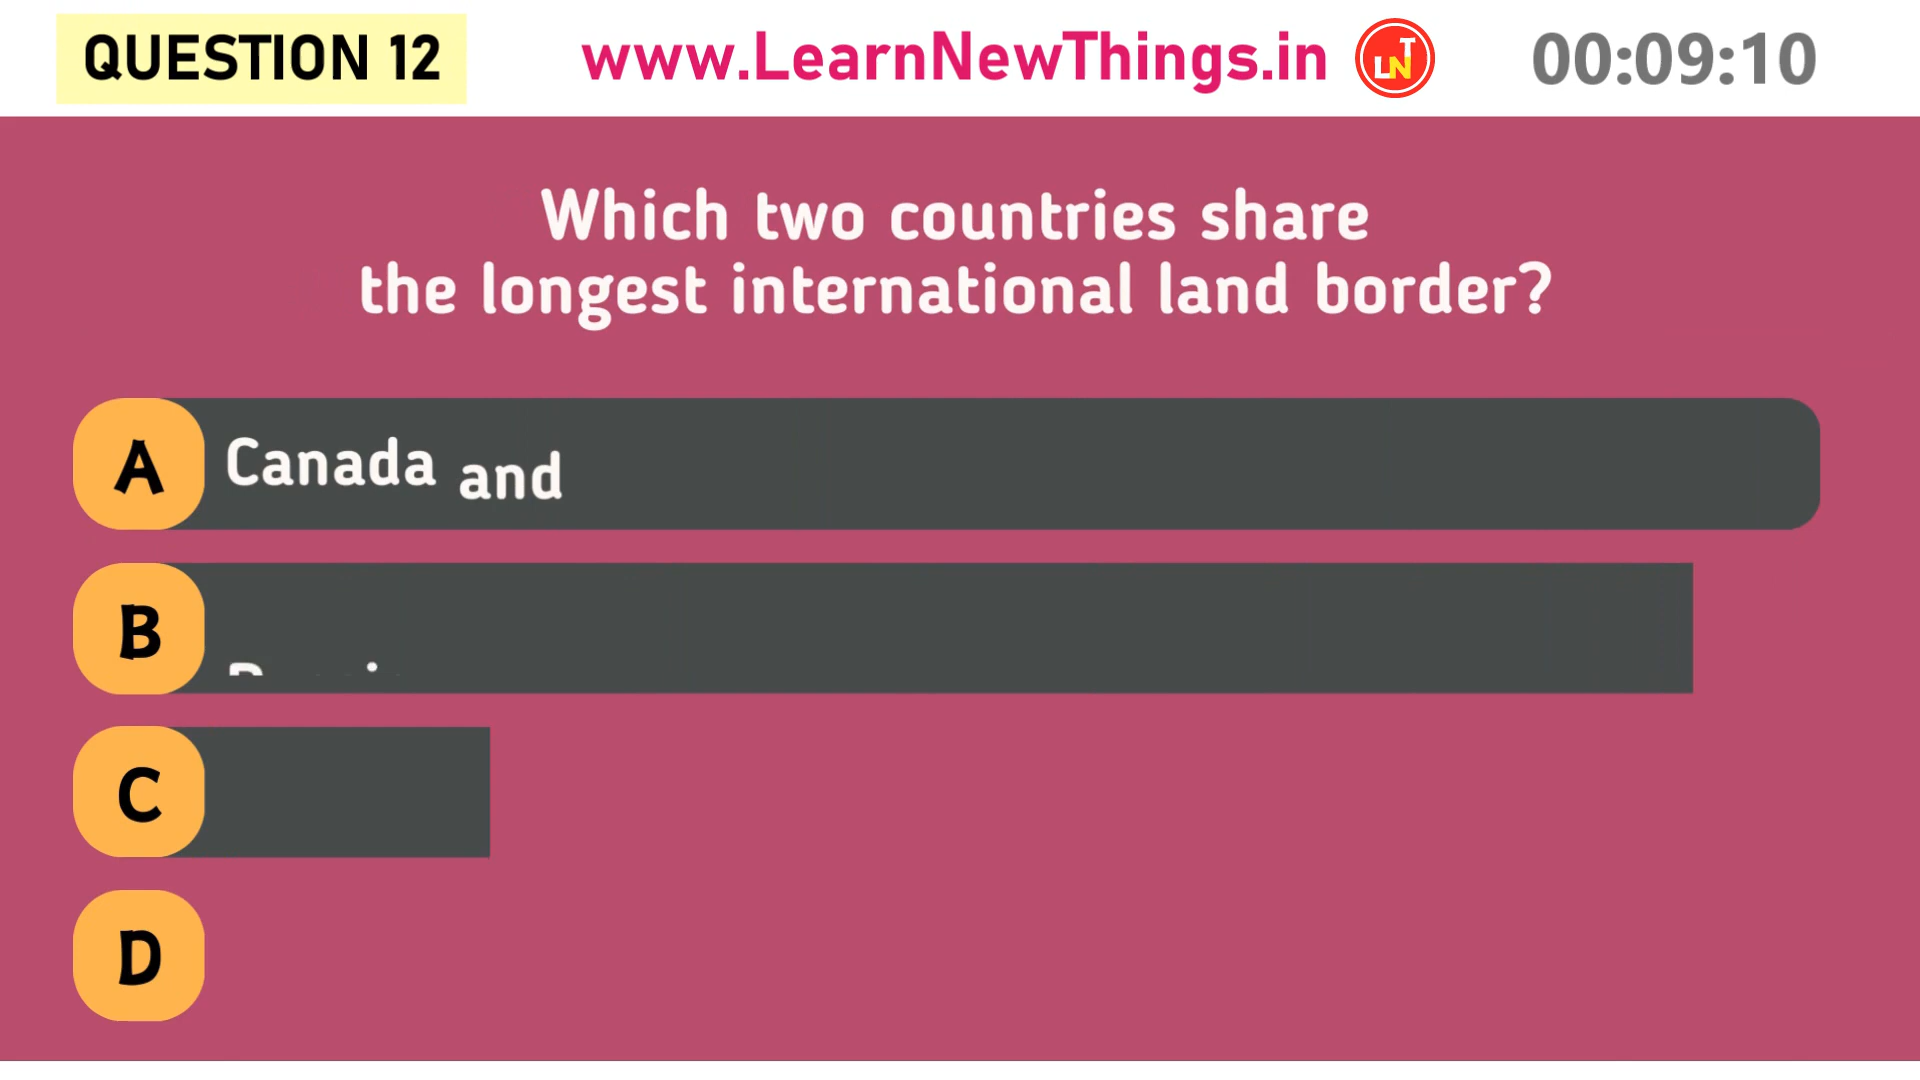 QUESTION 12
www.LearnNewThings.in
LNT
00:09:10
Which two countries share
the longest international land border?
A Canada and
B
C
D